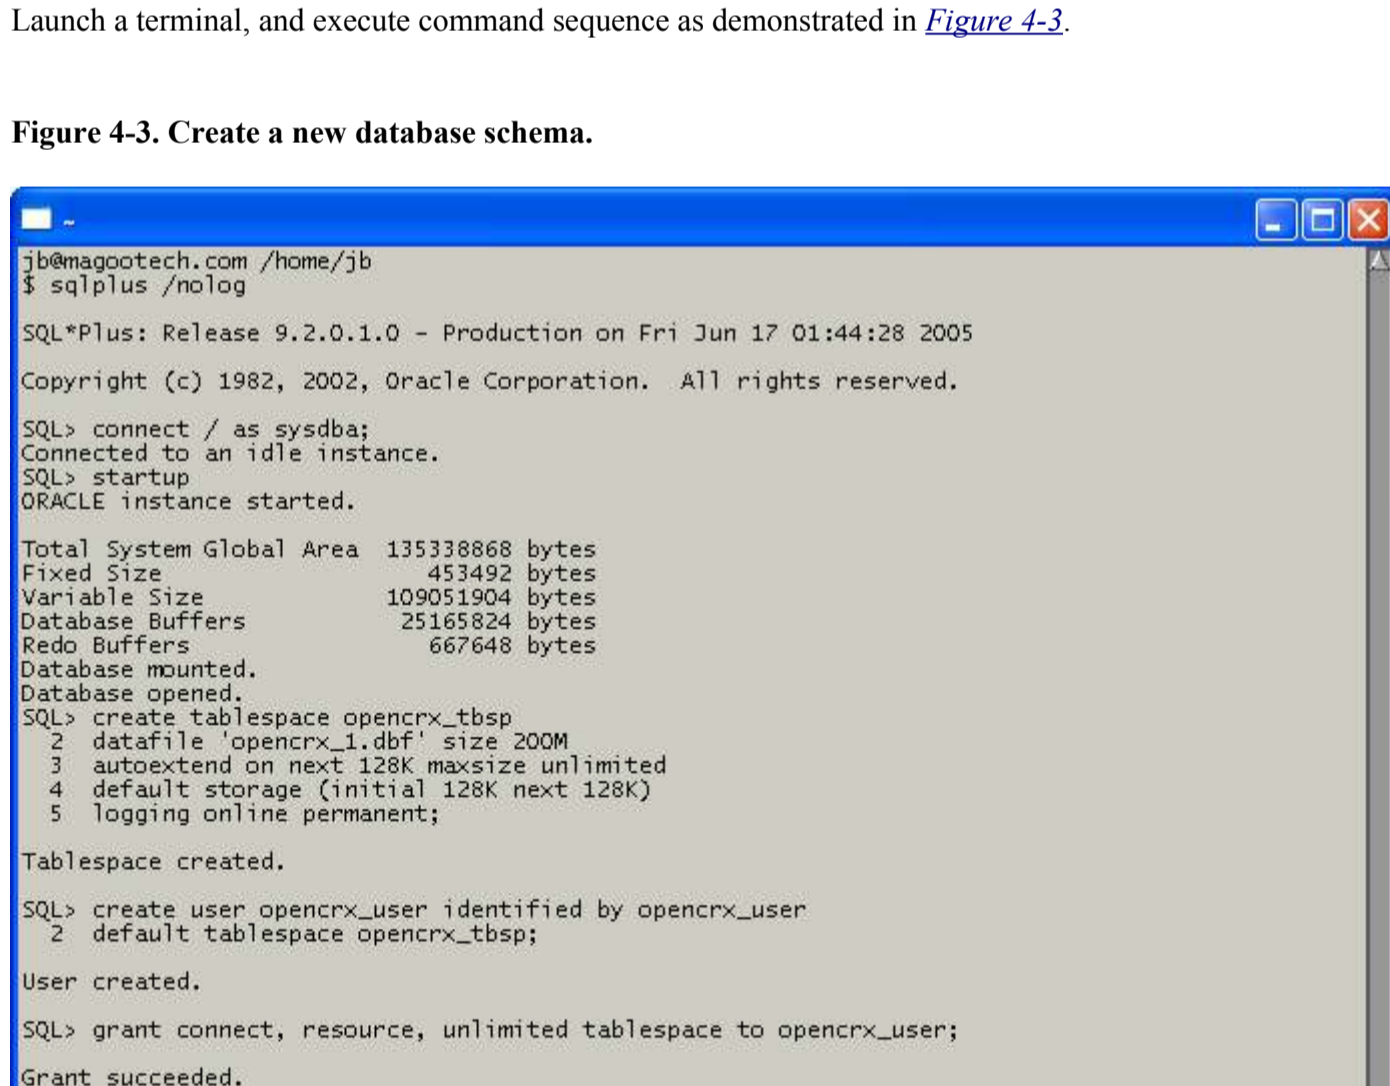 Launch a terminal, and execute command sequence as demonstrated in Figure 4-3.
Figure 4-3. Create a new database schema.
~
jb@magootech.com /home/jb
$ sqlplus /nolog
SQL*Plus: Release 9.2.0.1.0 - Production on Fri Jun 17 01:44:28 2005
Copyright (c) 1982, 2002, Oracle Corporation.  All rights reserved.
SQL> connect / as sysdba;
Connected to an idle instance.
SQL> startup
ORACLE instance started.
Total System Global Area  135338868 bytes
Fixed Size                   453492 bytes
Variable Size             109051904 bytes
Database Buffers           25165824 bytes
Redo Buffers                 667648 bytes
Database mounted.
Database opened.
SQL> create tablespace opencrx_tbsp
  2  datafile 'opencrx_1.dbf' size 200M
  3  autoextend on next 128K maxsize unlimited
  4  default storage (initial 128K next 128K)
  5  logging online permanent;
Tablespace created.
SQL> create user opencrx_user identified by opencrx_user
  2  default tablespace opencrx_tbsp;
User created.
SQL> grant connect, resource, unlimited tablespace to opencrx_user;
Grant succeeded.